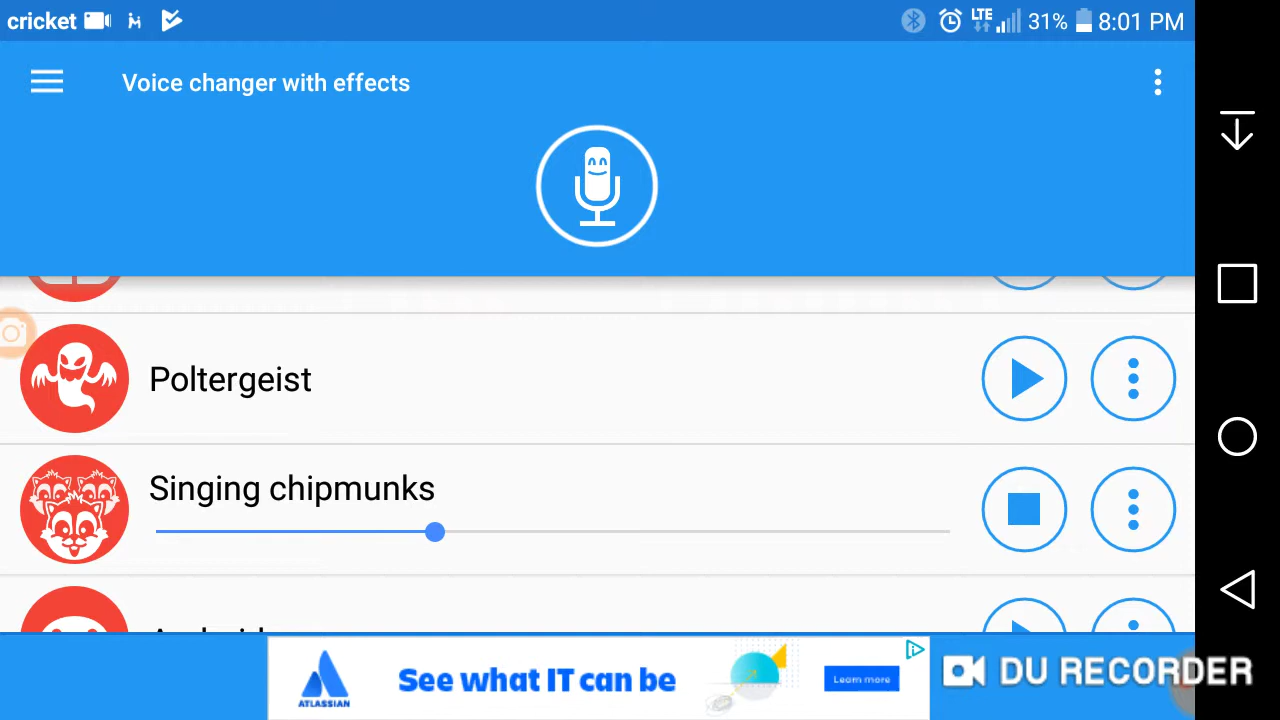 cricket LTE 31% 8:01 PM
Voice changer with effects
Poltergeist
Singing chipmunks
ATLASSIAN
See what IT can be
Learn more
DU RECORDER